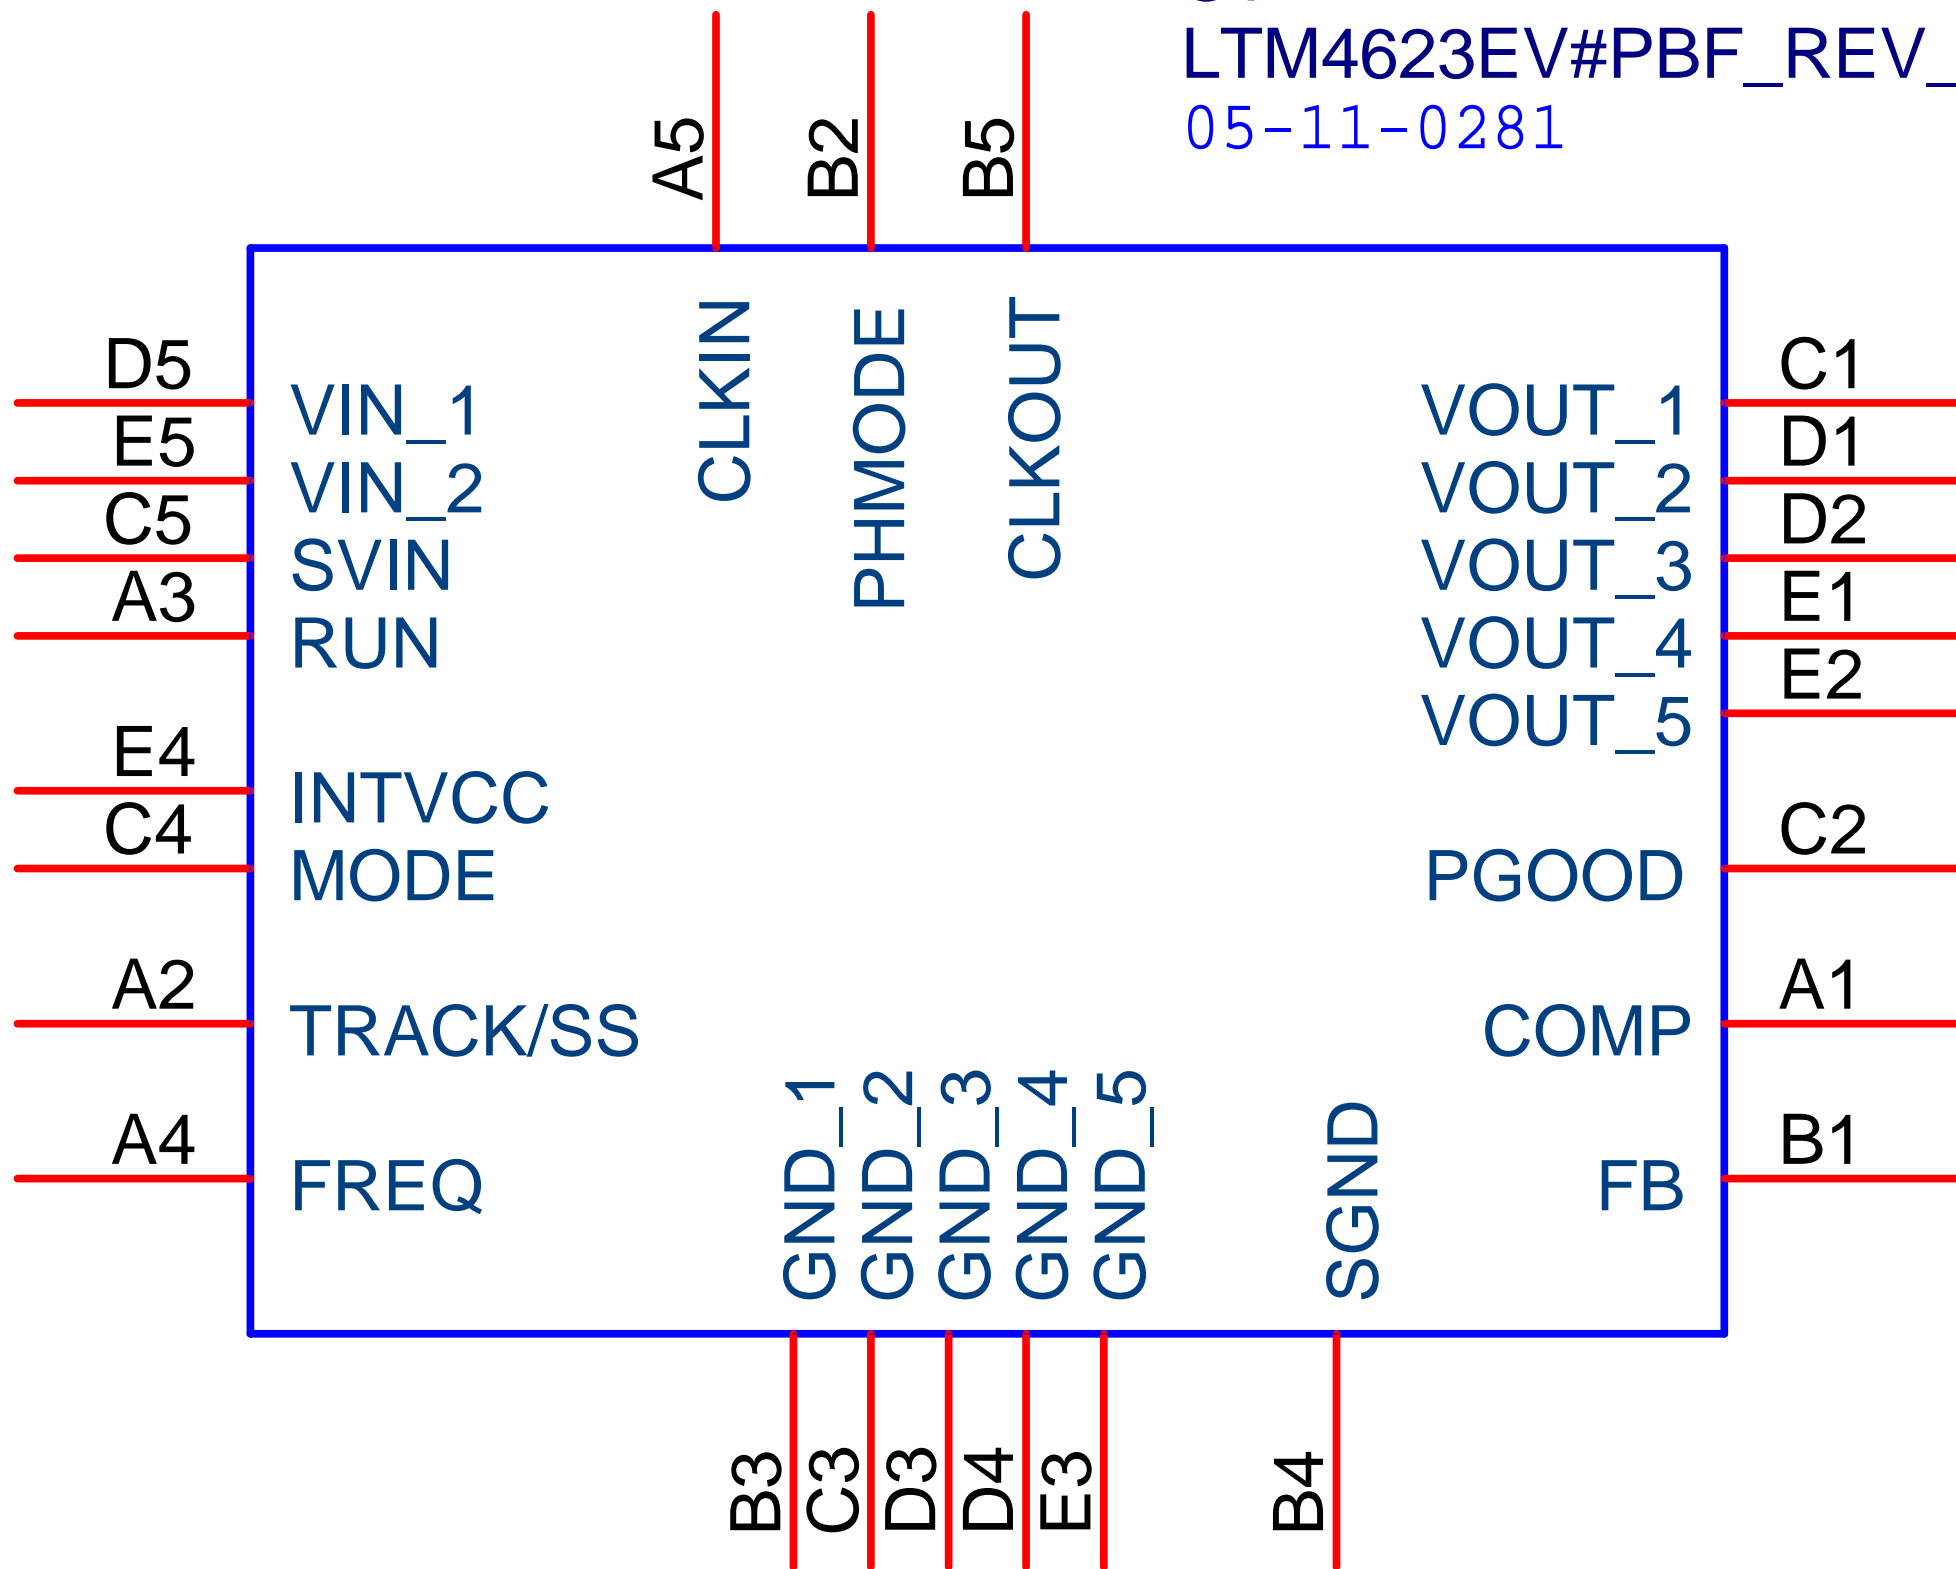 LTM4623EV#PBF_REV_
05-11-0281
A5
B2
B5
CLKIN
PHMODE
CLKOUT
D5
VIN_1
E5
VIN_2
C5
SVIN
A3
RUN
E4
INTVCC
C4
MODE
A2
TRACK/SS
A4
FREQ
VOUT_1
C1
VOUT_2
D1
VOUT_3
D2
VOUT_4
E1
VOUT_5
E2
PGOOD
C2
COMP
A1
FB
B1
GND_1
GND_2
GND_3
GND_4
GND_5
SGND
B3
C3
D3
D4
E3
B4